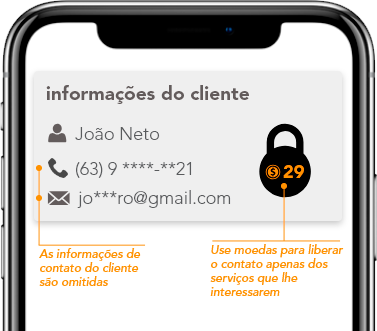 informações do cliente
João Neto
(63) 9 ****-**21
jo***ro@gmail.com
$ 29
As informações de
contato do cliente
são omitidas
Use moedas para liberar
o contato apenas dos
serviços que lhe
interessarem